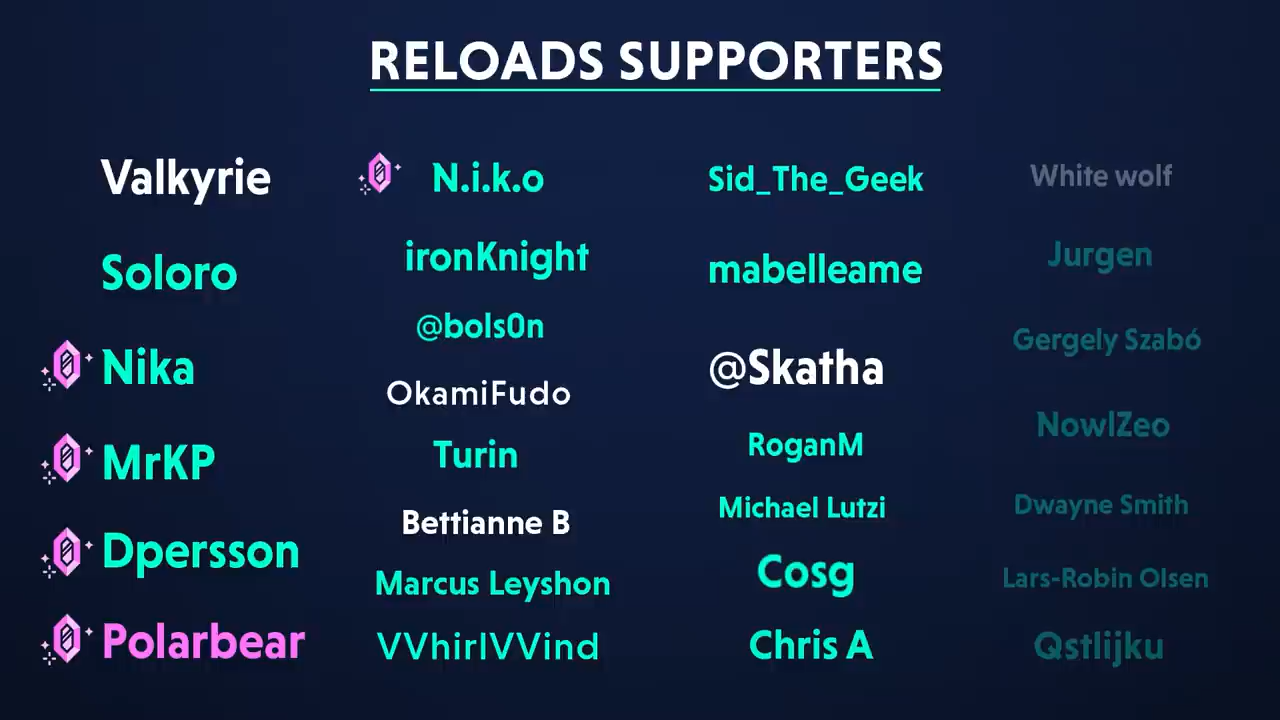 RELOADS SUPPORTERS
Valkyrie
Soloro
Nika
MrKP
Dpersson
Polarbear
N.i.k.o
ironKnight
@bols0n
OkamiFudo
Turin
Bettianne B
Marcus Leyshon
VVhirlVVind
Sid_The_Geek
mabelleame
@Skatha
RoganM
Michael Lutzi
Cosg
Chris A
White wolf
Jurgen
Gergely Szabó
NowlZeo
Dwayne Smith
Lars-Robin Olsen
Qstlijku